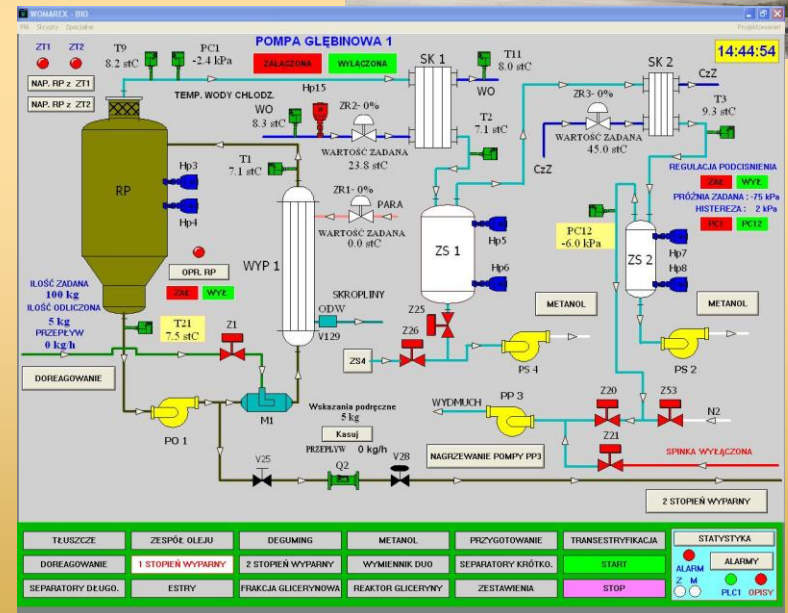 WOMAREX - BIO
Plik Skrypty Specjalne
Projektowanie!
POMPA GŁĘBINOWA 1
ZAŁĄCZONA WYŁĄCZONA
14:44:54
ZT1 ZT2
T9
8.2 stC
PC1
-2.4 kPa
NAP. RP z ZT1
NAP. RP z ZT2
TEMP. WODY CHLODZ.
Hp15
WO
8.3 stC
ZR2- 0%
WARTOŚĆ ZADANA
23.8 stC
SK 1
T11
8.0 stC
WO
T2
7.1 stC
SK 2
CzZ
ZR3- 0%
WARTOŚĆ ZADANA
45.0 stC
CzZ
T3
9.3 stC
RP
Hp3
Hp4
T1
7.1 stC
ZR1- 0%
PARA
WARTOŚĆ ZADANA
0.0 stC
WYP 1
REGULACJA PODCISNIENIA
ZAŁ WYŁ
PRÓŻNIA ZADANA : -75 kPa
HISTEREZA : 2 kPa
PC1 PC12
PC12
-6.0 kPa
ZS 1
Hp5
Hp6
ZS 2
Hp7
Hp8
OPR. RP
ZAŁ WYŁ
ILOŚĆ ZADANA
100 kg
ILOŚĆ ODLICZONA
5 kg
PRZEPŁYW
0 kg/h
T21
7.5 stC
Z1
SKROPLINY
ODW
V129
Z25
Z26
ZS4
METANOL
METANOL
PS 4
PS 2
DOREAGOWANIE
PO 1
M1
Wskazania podręczne
5 kg
Kasuj
PRZEPŁYW 0 kg/h
WYDMUCH
PP 3
Z20
Z53
N2
Z21
SPINKA WYŁĄCZONA
NAGRZEWANIE POMPY PP3
V25
Q2
V28
2 STOPIEŃ WYPARNY
TŁUSZCZE ZESPÓŁ OLEJU DEGUMING METANOL PRZYGOTOWANIE TRANSESTRYFIKACJA STATYSTYKA
DOREAGOWANIE 1 STOPIEŃ WYPARNY 2 STOPIEŃ WYPARNY WYMIENNIK DUO SEPARATORY KRÓTKO. START ALARM ALARMY
SEPARATORY DŁUGO. ESTRY FRAKCJA GLICERYNOWA REAKTOR GLICERYNY ZESTAWIENIA STOP Z M PLC1 OPISY